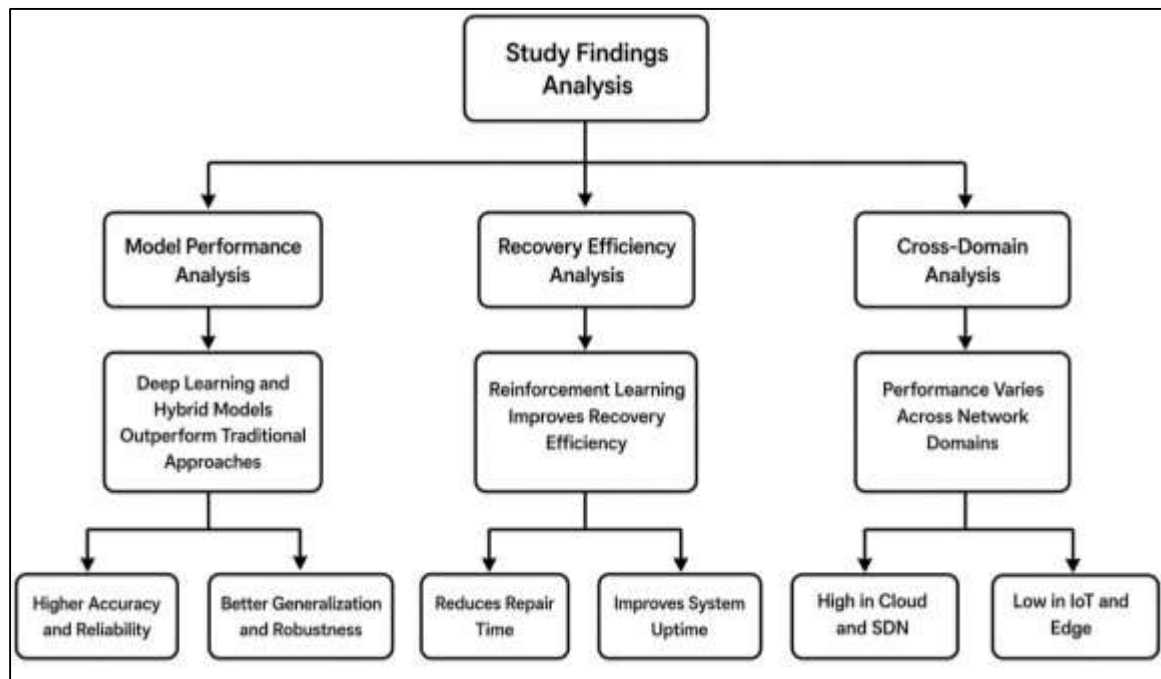 Study Findings
Analysis
Model Performance
Analysis
Recovery Efficiency
Analysis
Cross-Domain
Analysis
Deep Learning and
Hybrid Models
Outperform Traditional
Approaches
Reinforcement Learning
Improves Recovery
Efficiency
Performance Varies
Across Network
Domains
Higher Accuracy
and Reliability
Better Generalization
and Robustness
Reduces Repair
Time
Improves System
Uptime
High in Cloud
and SDN
Low in IoT and
Edge